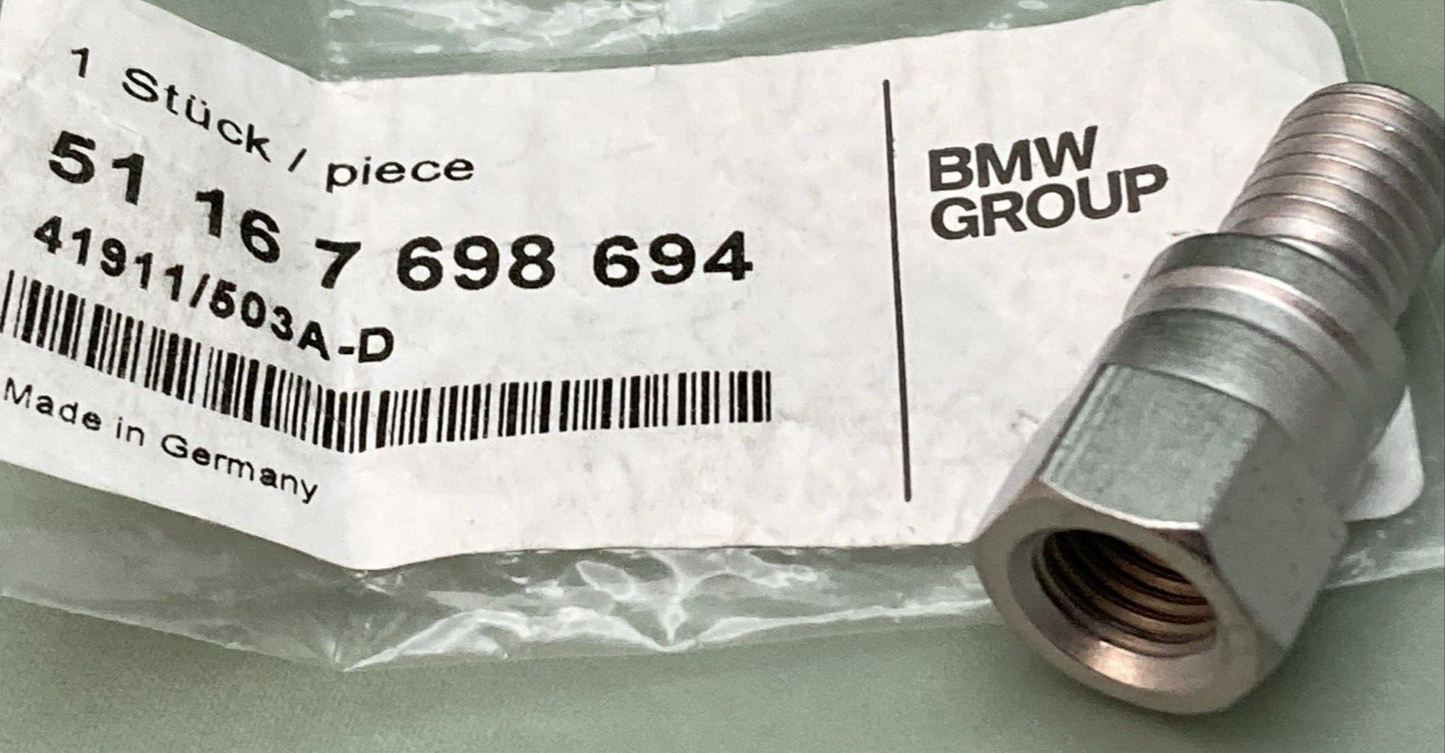 1 Stück / piece
51 16 7 698 694
41911/503A-D
Made in Germany
BMW
GROUP